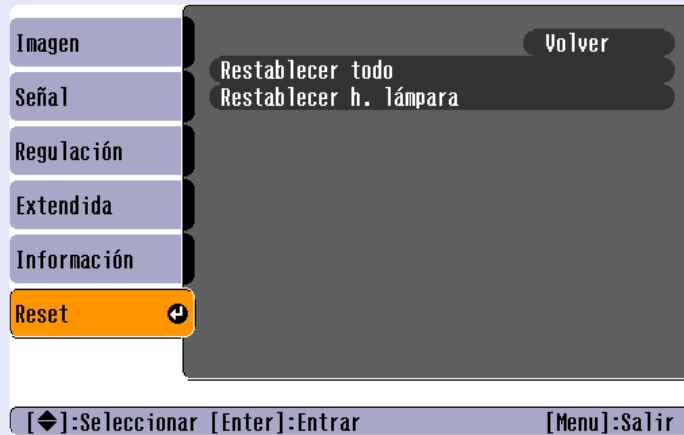 Imagen
Señal
Regulación
Extendida
Información
Reset
Volver
Restablecer todo
Restablecer h. lámpara
[◆]:Seleccionar [Enter]:Entrar [Menu]:Salir